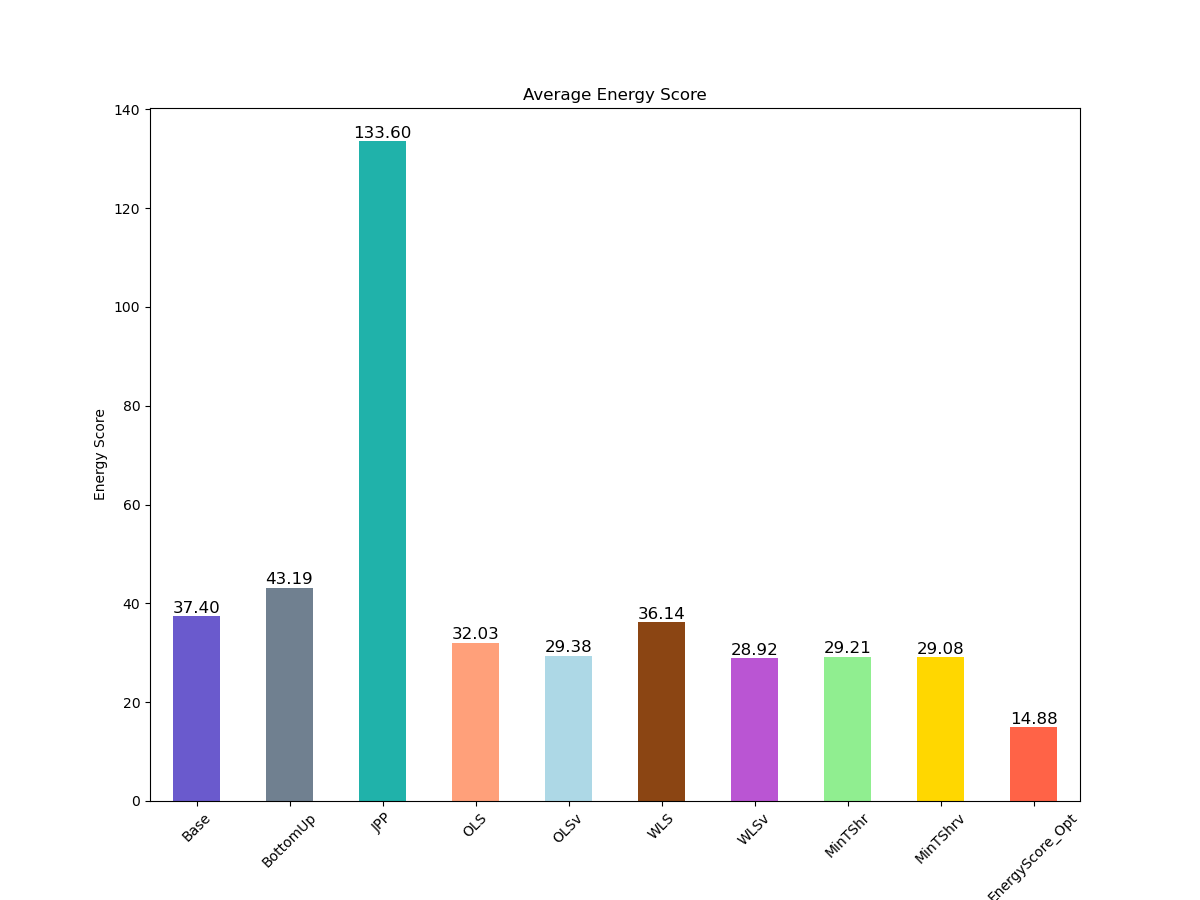 Average Energy Score
Energy Score
140
120
100
80
60
40
20
0
37.40
43.19
133.60
32.03
29.38
36.14
28.92
29.21
29.08
14.88
Base
BottomUp
JPP
OLS
OLSv
WLS
WLSv
MinTShr
MinTShrv
EnergyScore_Opt